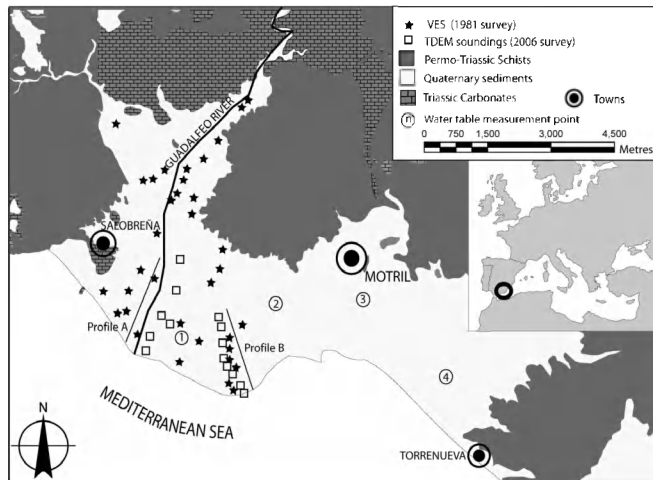 VES (1981 survey)
TDEM soundings (2006 survey)
Permo-Triassic Schists
Quaternary sediments
Triassic Carbonates
Towns
n Water table measurement point
0 750 1,500 3,000 4,500
Metres
GUADALFEO RIVER
SALOBREÑA
MOTRIL
2
3
Profile A
1
Profile B
4
MEDITERRANEAN SEA
N
TORRENUEVA